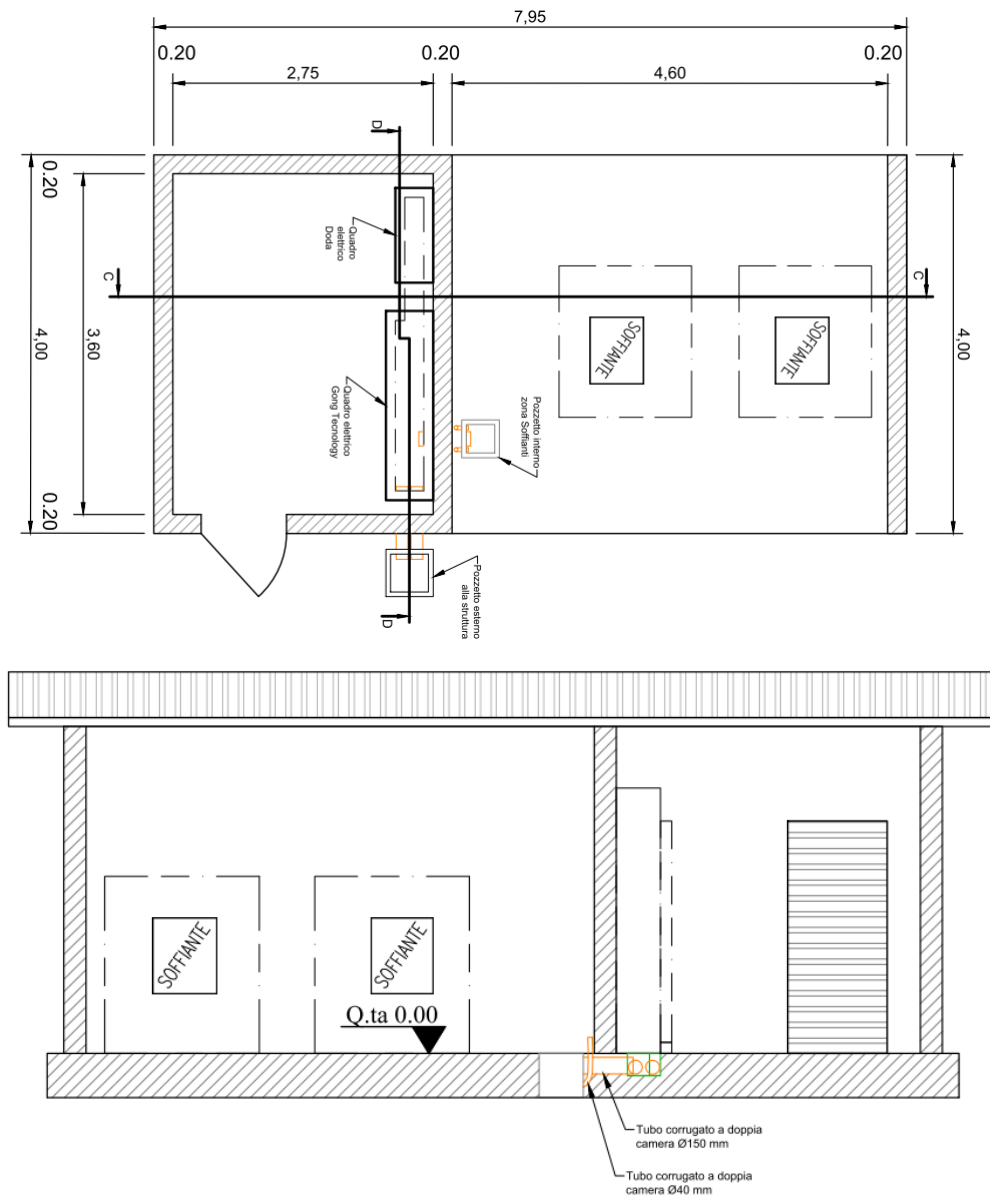 7,95
0.20
0.20
0.20
2,75
4,60
D
0.20
4,00
3,60
0.20
4,00
Quadro
elettrico
Doda
C
C
SOFFIANTE
SOFFIANTE
Quadro elettrico
Gong Tecnology
Pozzetto interno
zona Soffianti
Pozzetto esterno
alla struttura
D
SOFFIANTE
SOFFIANTE
Q.ta 0.00
Tubo corrugato a doppia
camera Ø150 mm
Tubo corrugato a doppia
camera Ø40 mm